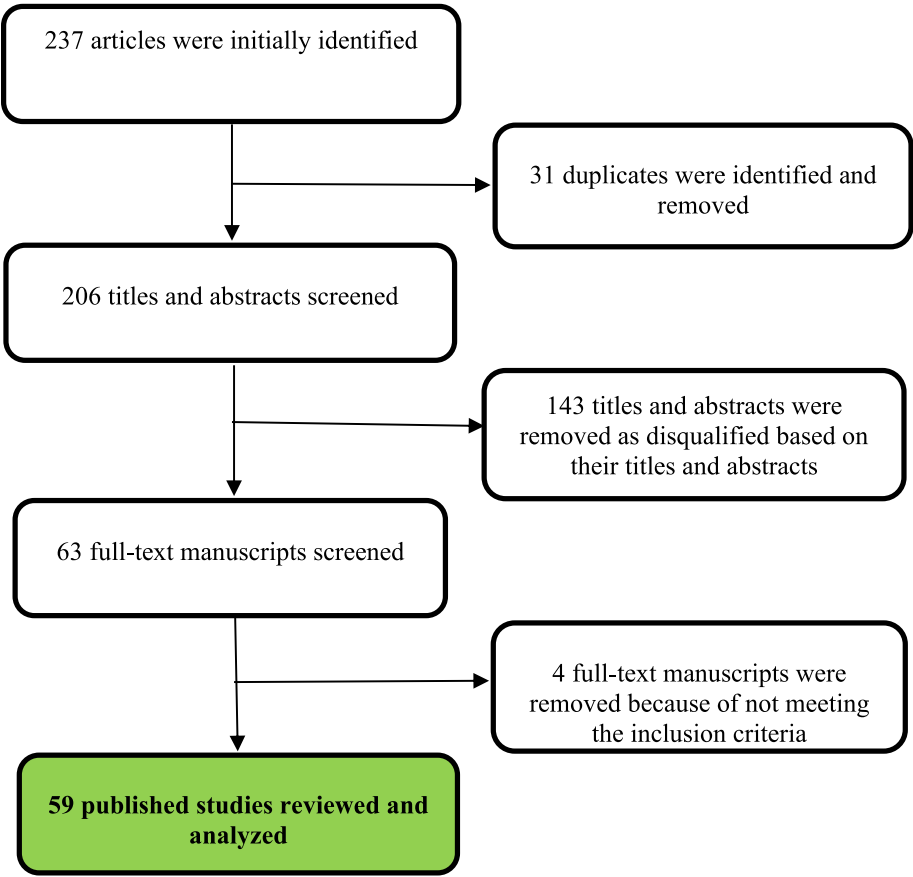 237 articles were initially identified
31 duplicates were identified and
removed
206 titles and abstracts screened
143 titles and abstracts were
removed as disqualified based on
their titles and abstracts
63 full-text manuscripts screened
4 full-text manuscripts were
removed because of not meeting
the inclusion criteria
59 published studies reviewed and
analyzed